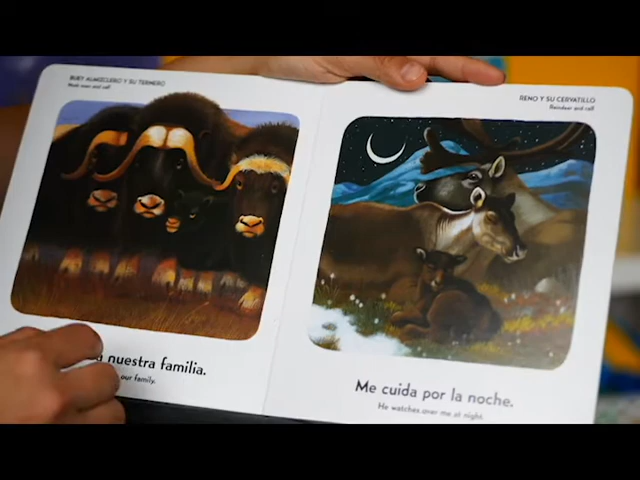 BUEY ALMIZCLERO Y SU TERNERO
Musk oxen and calf
nuestra familia.
our family.
RENO Y SU CERVATILLO
Reindeer and calf
Me cuida por la noche.
He watches over me at night.